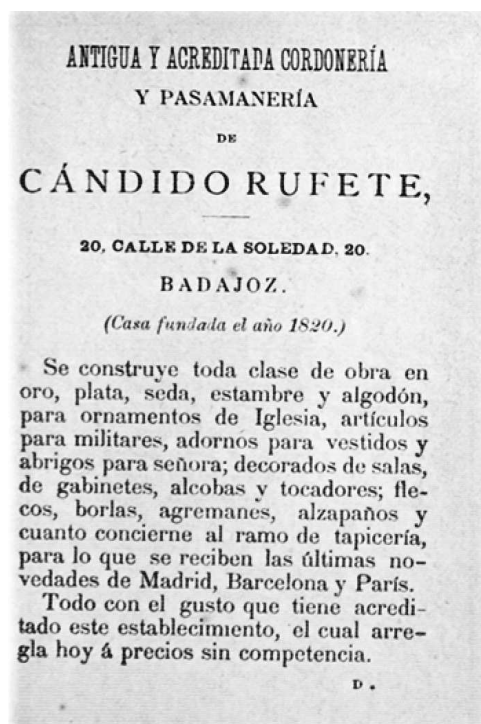 ANTIGUA Y ACREDITADA CORDONERÍA
Y PASAMANERÍA
DE
CÁNDIDO RUFETE,
20, CALLE DE LA SOLEDAD, 20.
BADAJOZ.
(Casa fundada el año 1820.)
Se construye toda clase de obra en
oro, plata, seda, estambre y algodón,
para ornamentos de Iglesia, artículos
para militares, adornos para vestidos y
abrigos para señora; decorados de salas,
de gabinetes, alcobas y tocadores; fle-
cos, borlas, agremanes, alzapaños y
cuanto concierne al ramo de tapicería,
para lo que se reciben las últimas no-
vedades de Madrid, Barcelona y París.
Todo con el gusto que tiene acredi-
tado este establecimiento, el cual arre-
gla hoy á precios sin competencia.
D.